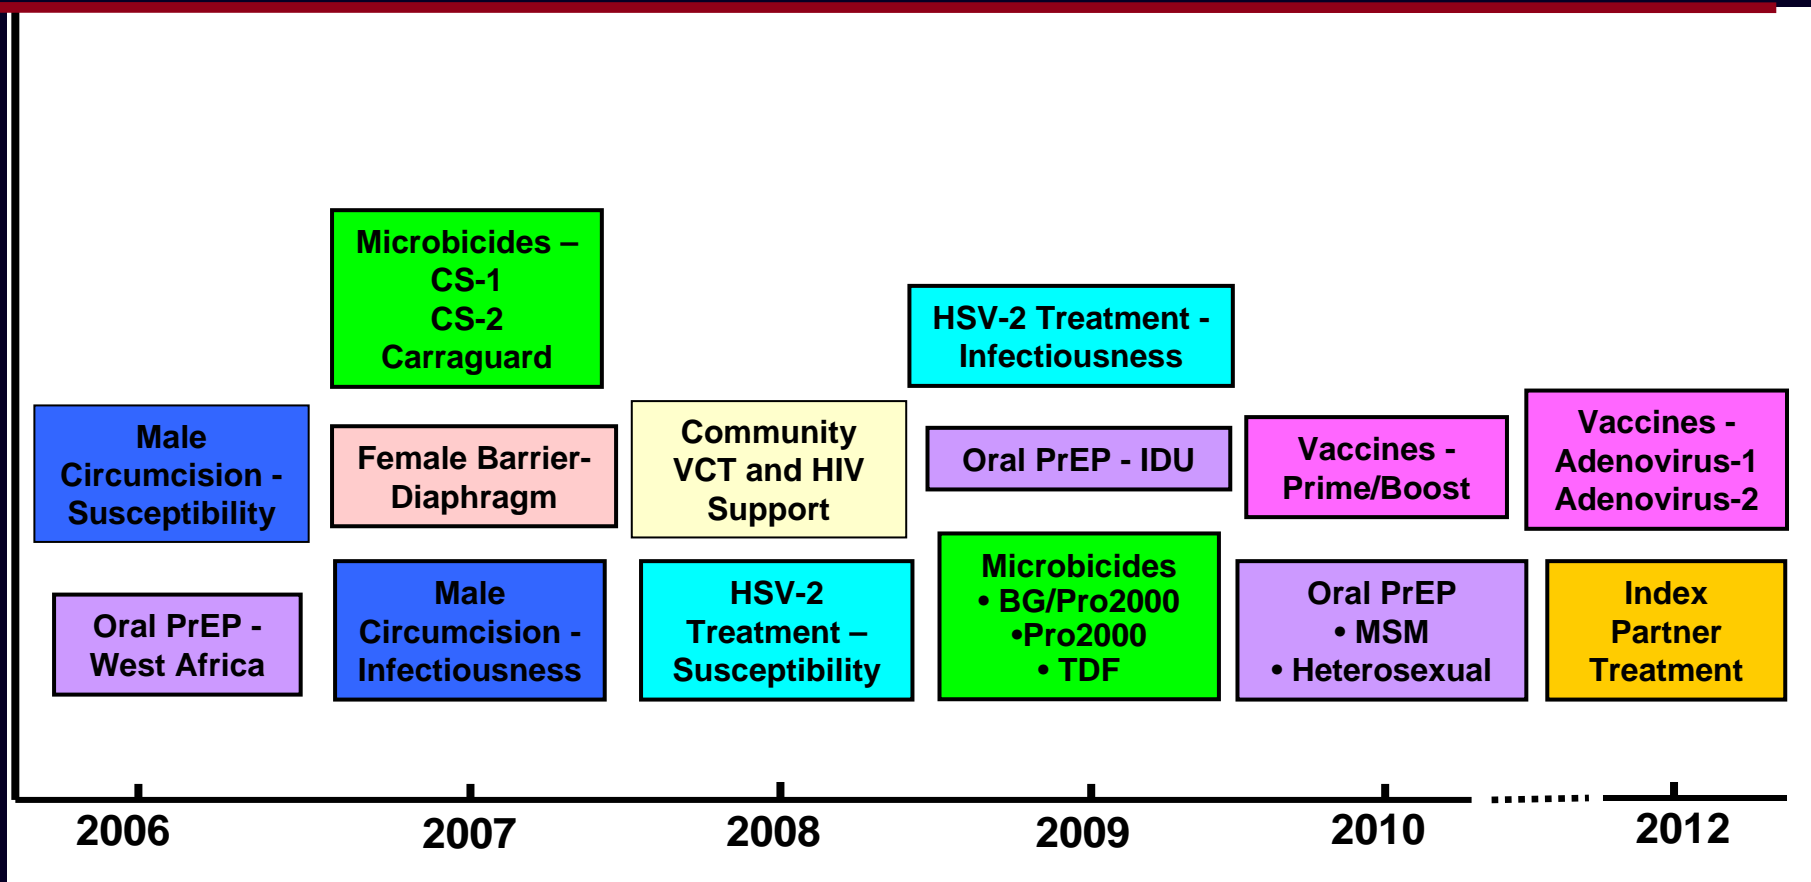 Microbicides –
CS-1
CS-2
Carraguard
HSV-2 Treatment -
Infectiousness
Male
Circumcision -
Susceptibility
Female Barrier-
Diaphragm
Community
VCT and HIV
Support
Oral PrEP - IDU
Vaccines -
Prime/Boost
Vaccines -
Adenovirus-1
Adenovirus-2
Oral PrEP -
West Africa
Male
Circumcision -
Infectiousness
HSV-2
Treatment –
Susceptibility
Microbicides
• BG/Pro2000
•Pro2000
• TDF
Oral PrEP
• MSM
• Heterosexual
Index
Partner
Treatment
2006
2007
2008
2009
2010
2012